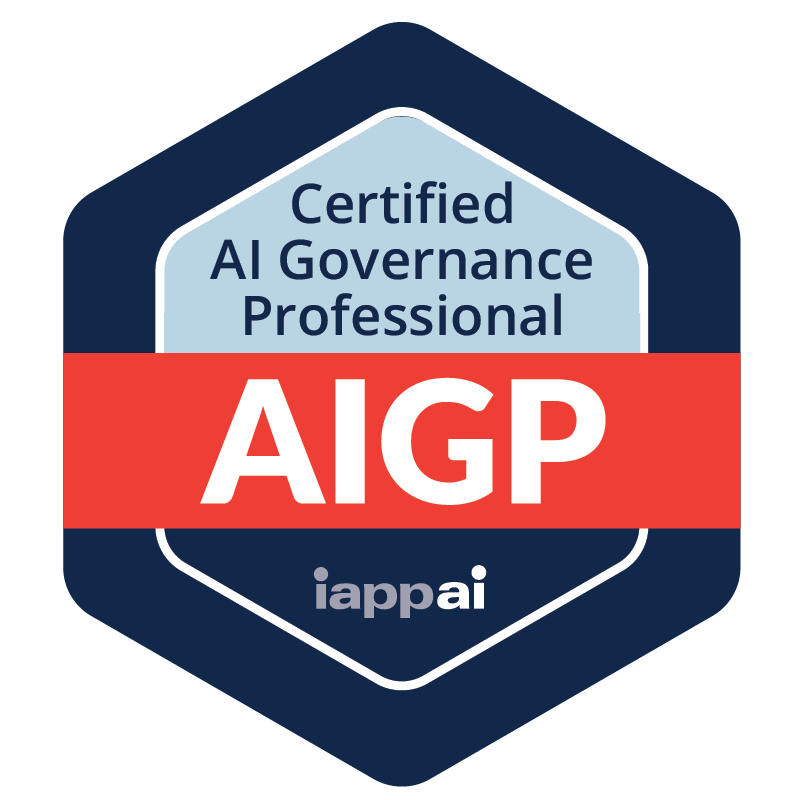 Certified
AI Governance
Professional
AIGP
iappai